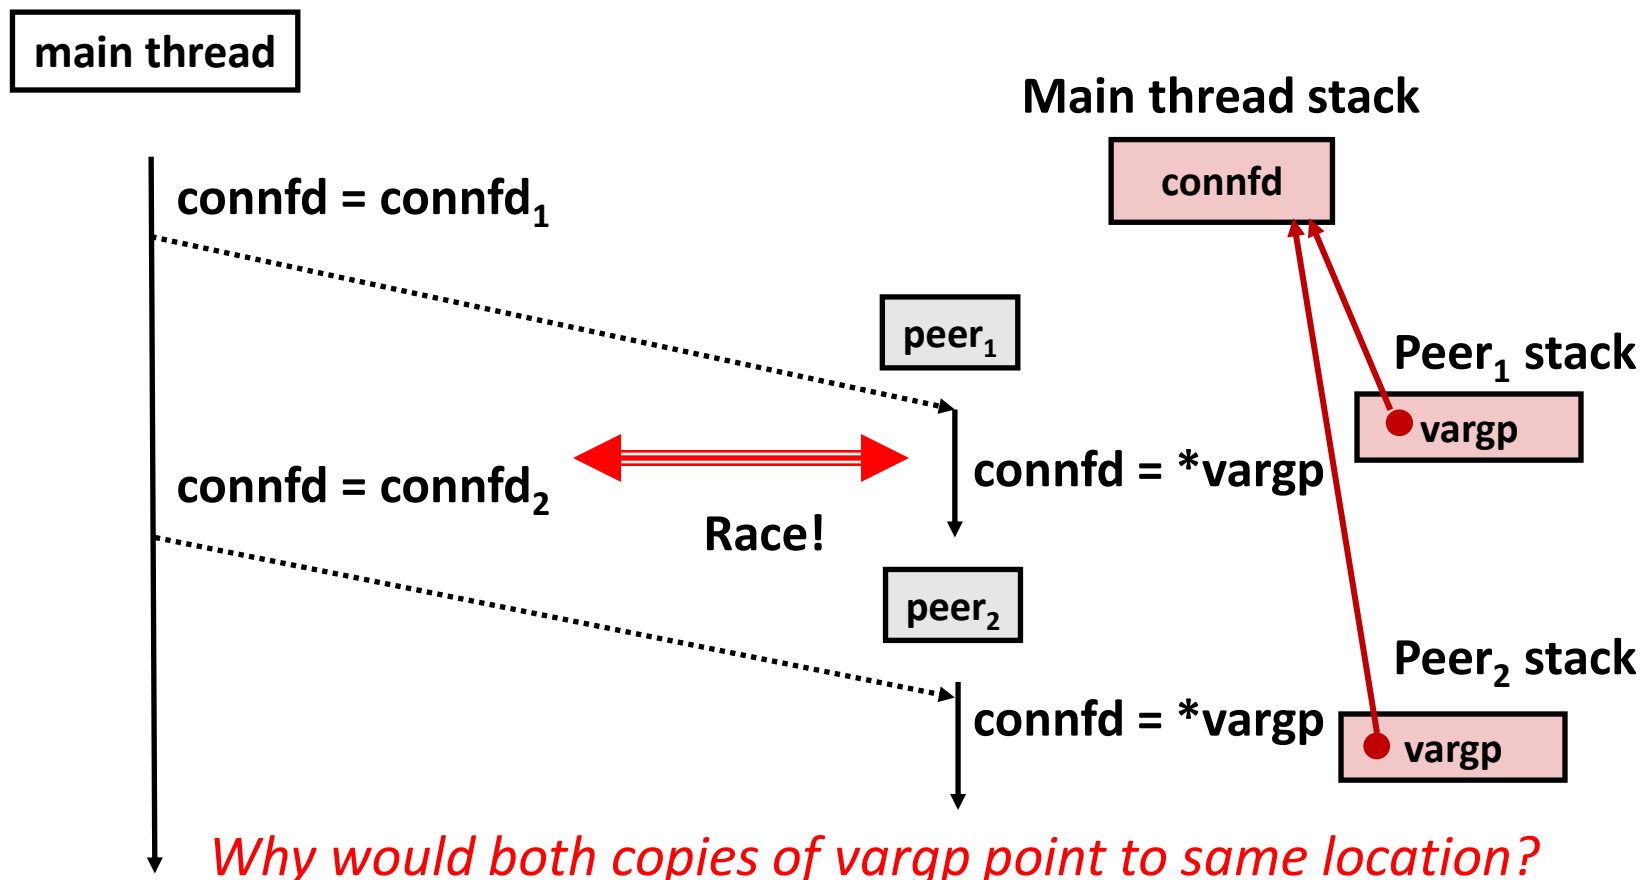 main thread
Main thread stack
connfd
connfd = connfd₁
peer₁
Peer₁ stack
vargp
connfd = *vargp
connfd = connfd₂
Race!
peer₂
Peer₂ stack
connfd = *vargp
vargp
Why would both copies of vargp point to same location?